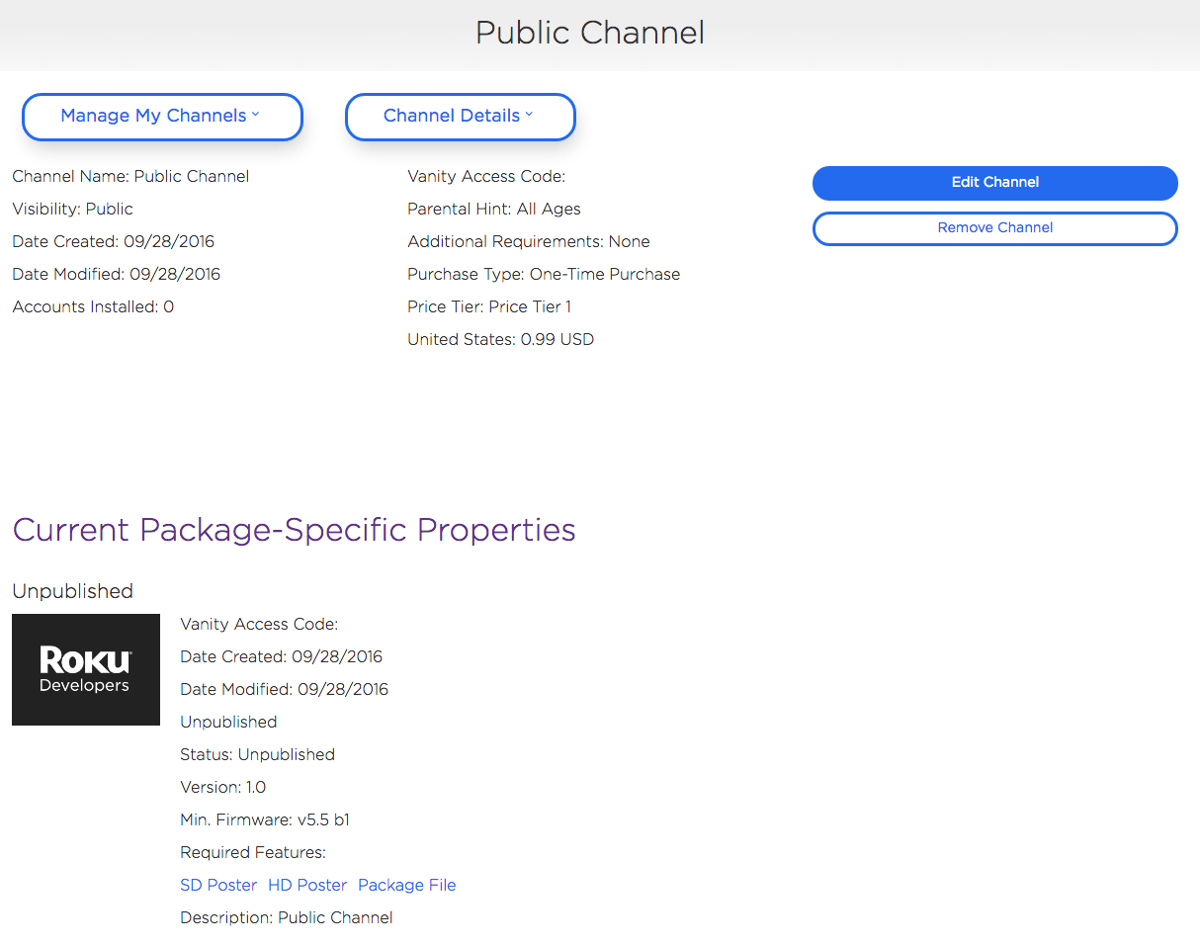 Public Channel
Manage My Channels
Channel Details
Channel Name: Public Channel
Visibility: Public
Date Created: 09/28/2016
Date Modified: 09/28/2016
Accounts Installed: 0
Vanity Access Code:
Parental Hint: All Ages
Additional Requirements: None
Purchase Type: One-Time Purchase
Price Tier: Price Tier 1
United States: 0.99 USD
Edit Channel
Remove Channel
Current Package-Specific Properties
Unpublished
ROKU
Developers
Vanity Access Code:
Date Created: 09/28/2016
Date Modified: 09/28/2016
Unpublished
Status: Unpublished
Version: 1.0
Min. Firmware: v5.5 b1
Required Features:
SD Poster HD Poster Package File
Description: Public Channel